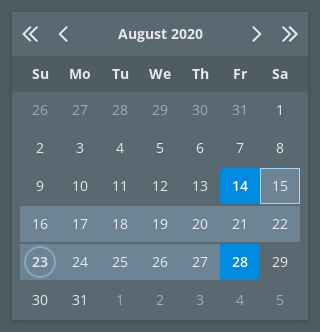 August 2020
Su Mo Tu We Th Fr Sa
26 27 28 29 30 31 1
2 3 4 5 6 7 8
9 10 11 12 13 14 15
16 17 18 19 20 21 22
23 24 25 26 27 28 29
30 31 1 2 3 4 5